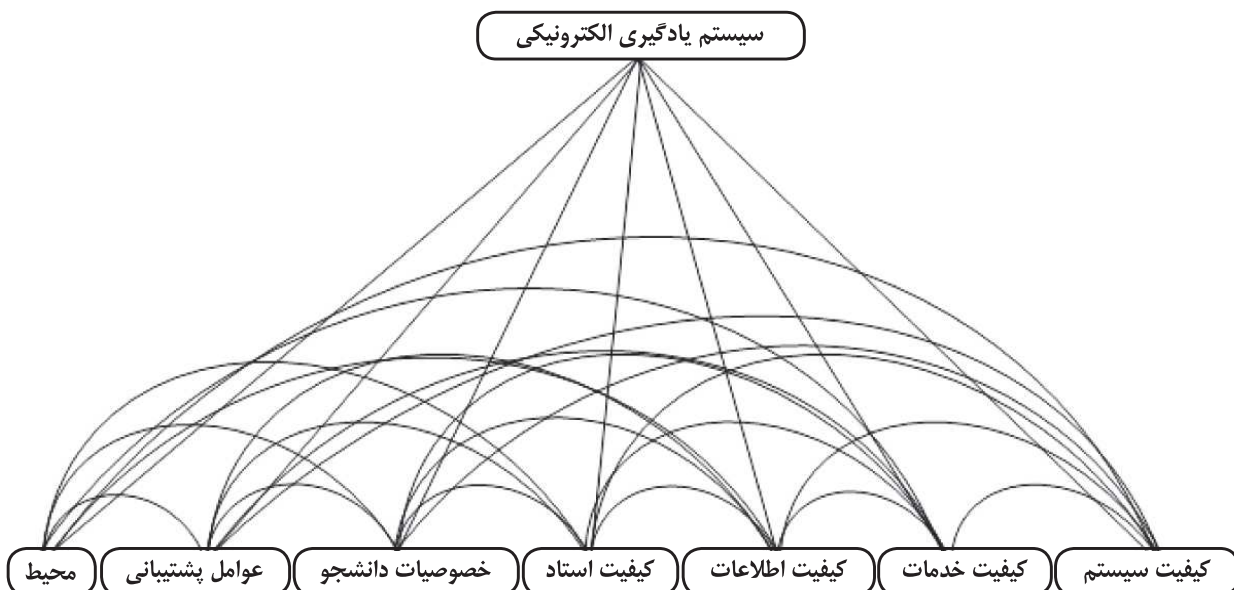 سیستم یادگیری الکترونیکی
کیفیت سیستم
کیفیت خدمات
کیفیت اطلاعات
کیفیت استاد
خصوصیات دانشجو
عوامل پشتیبانی
محیط